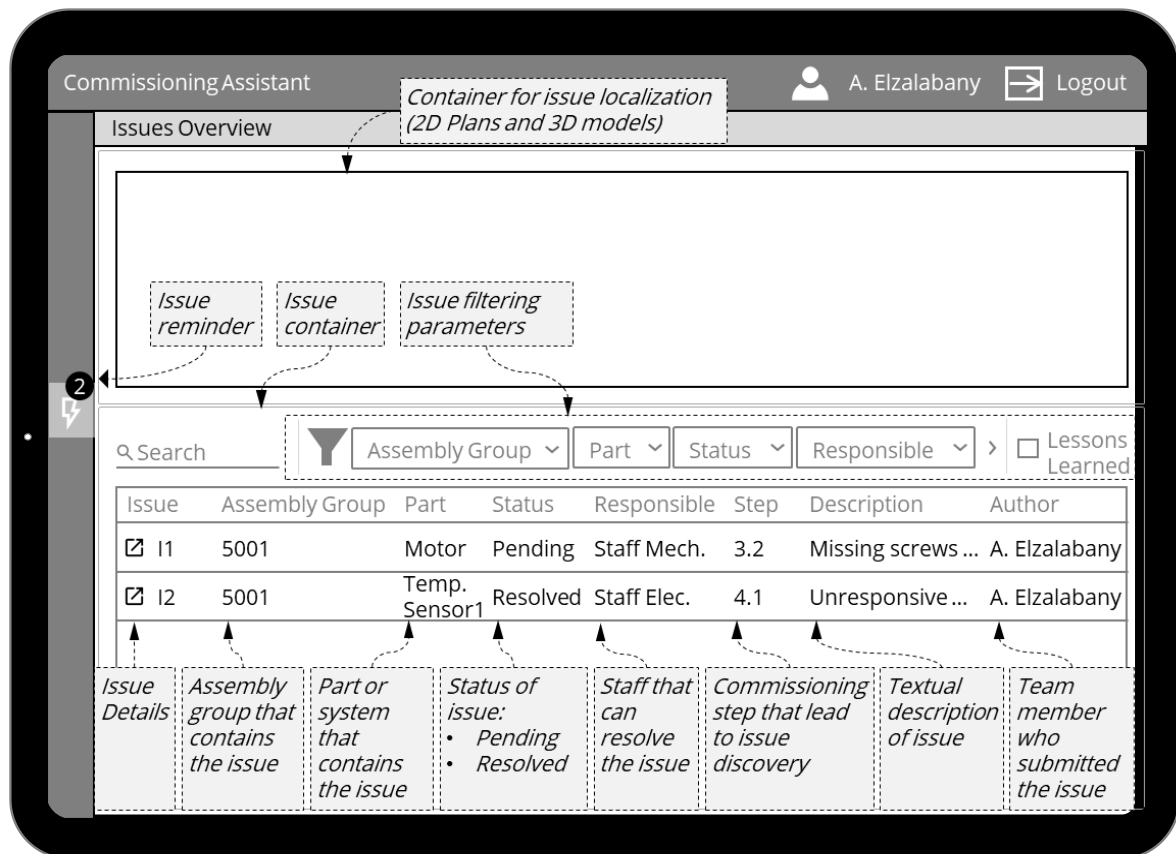 Commissioning Assistant
A. Elzalabany
Logout
Container for issue localization
(2D Plans and 3D models)
Issues Overview
Issue
reminder
Issue
container
Issue filtering
parameters
2
Search
Assembly Group
Part
Status
Responsible
Lessons
Learned
Issue Assembly Group Part Status Responsible Step Description Author
I1 5001 Motor Pending Staff Mech. 3.2 Missing screws ... A. Elzalabany
I2 5001 Temp.
Sensor1 Resolved Staff Elec. 4.1 Unresponsive ... A. Elzalabany
Issue
Details
Assembly
group that
contains
the issue
Part or
system
that
contains
the issue
Status of
issue:
• Pending
• Resolved
Staff that
can
resolve
the issue
Commissioning
step that lead
to issue
discovery
Textual
description
of issue
Team
member
who
submitted
the issue